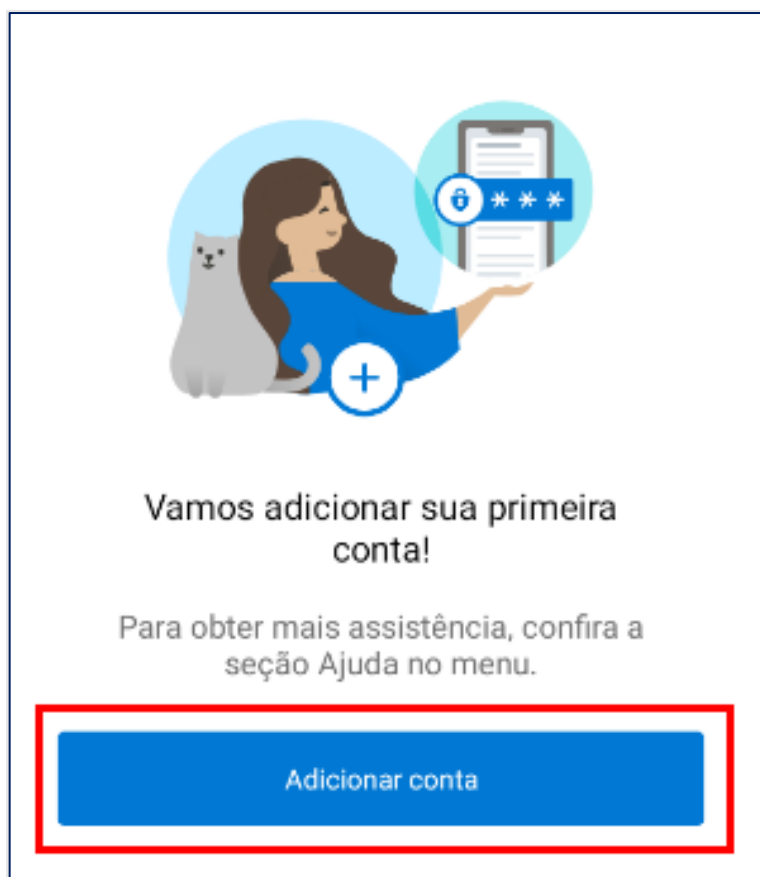 * * *
Vamos adicionar sua primeira
conta!
Para obter mais assistência, confira a
seção Ajuda no menu.
Adicionar conta